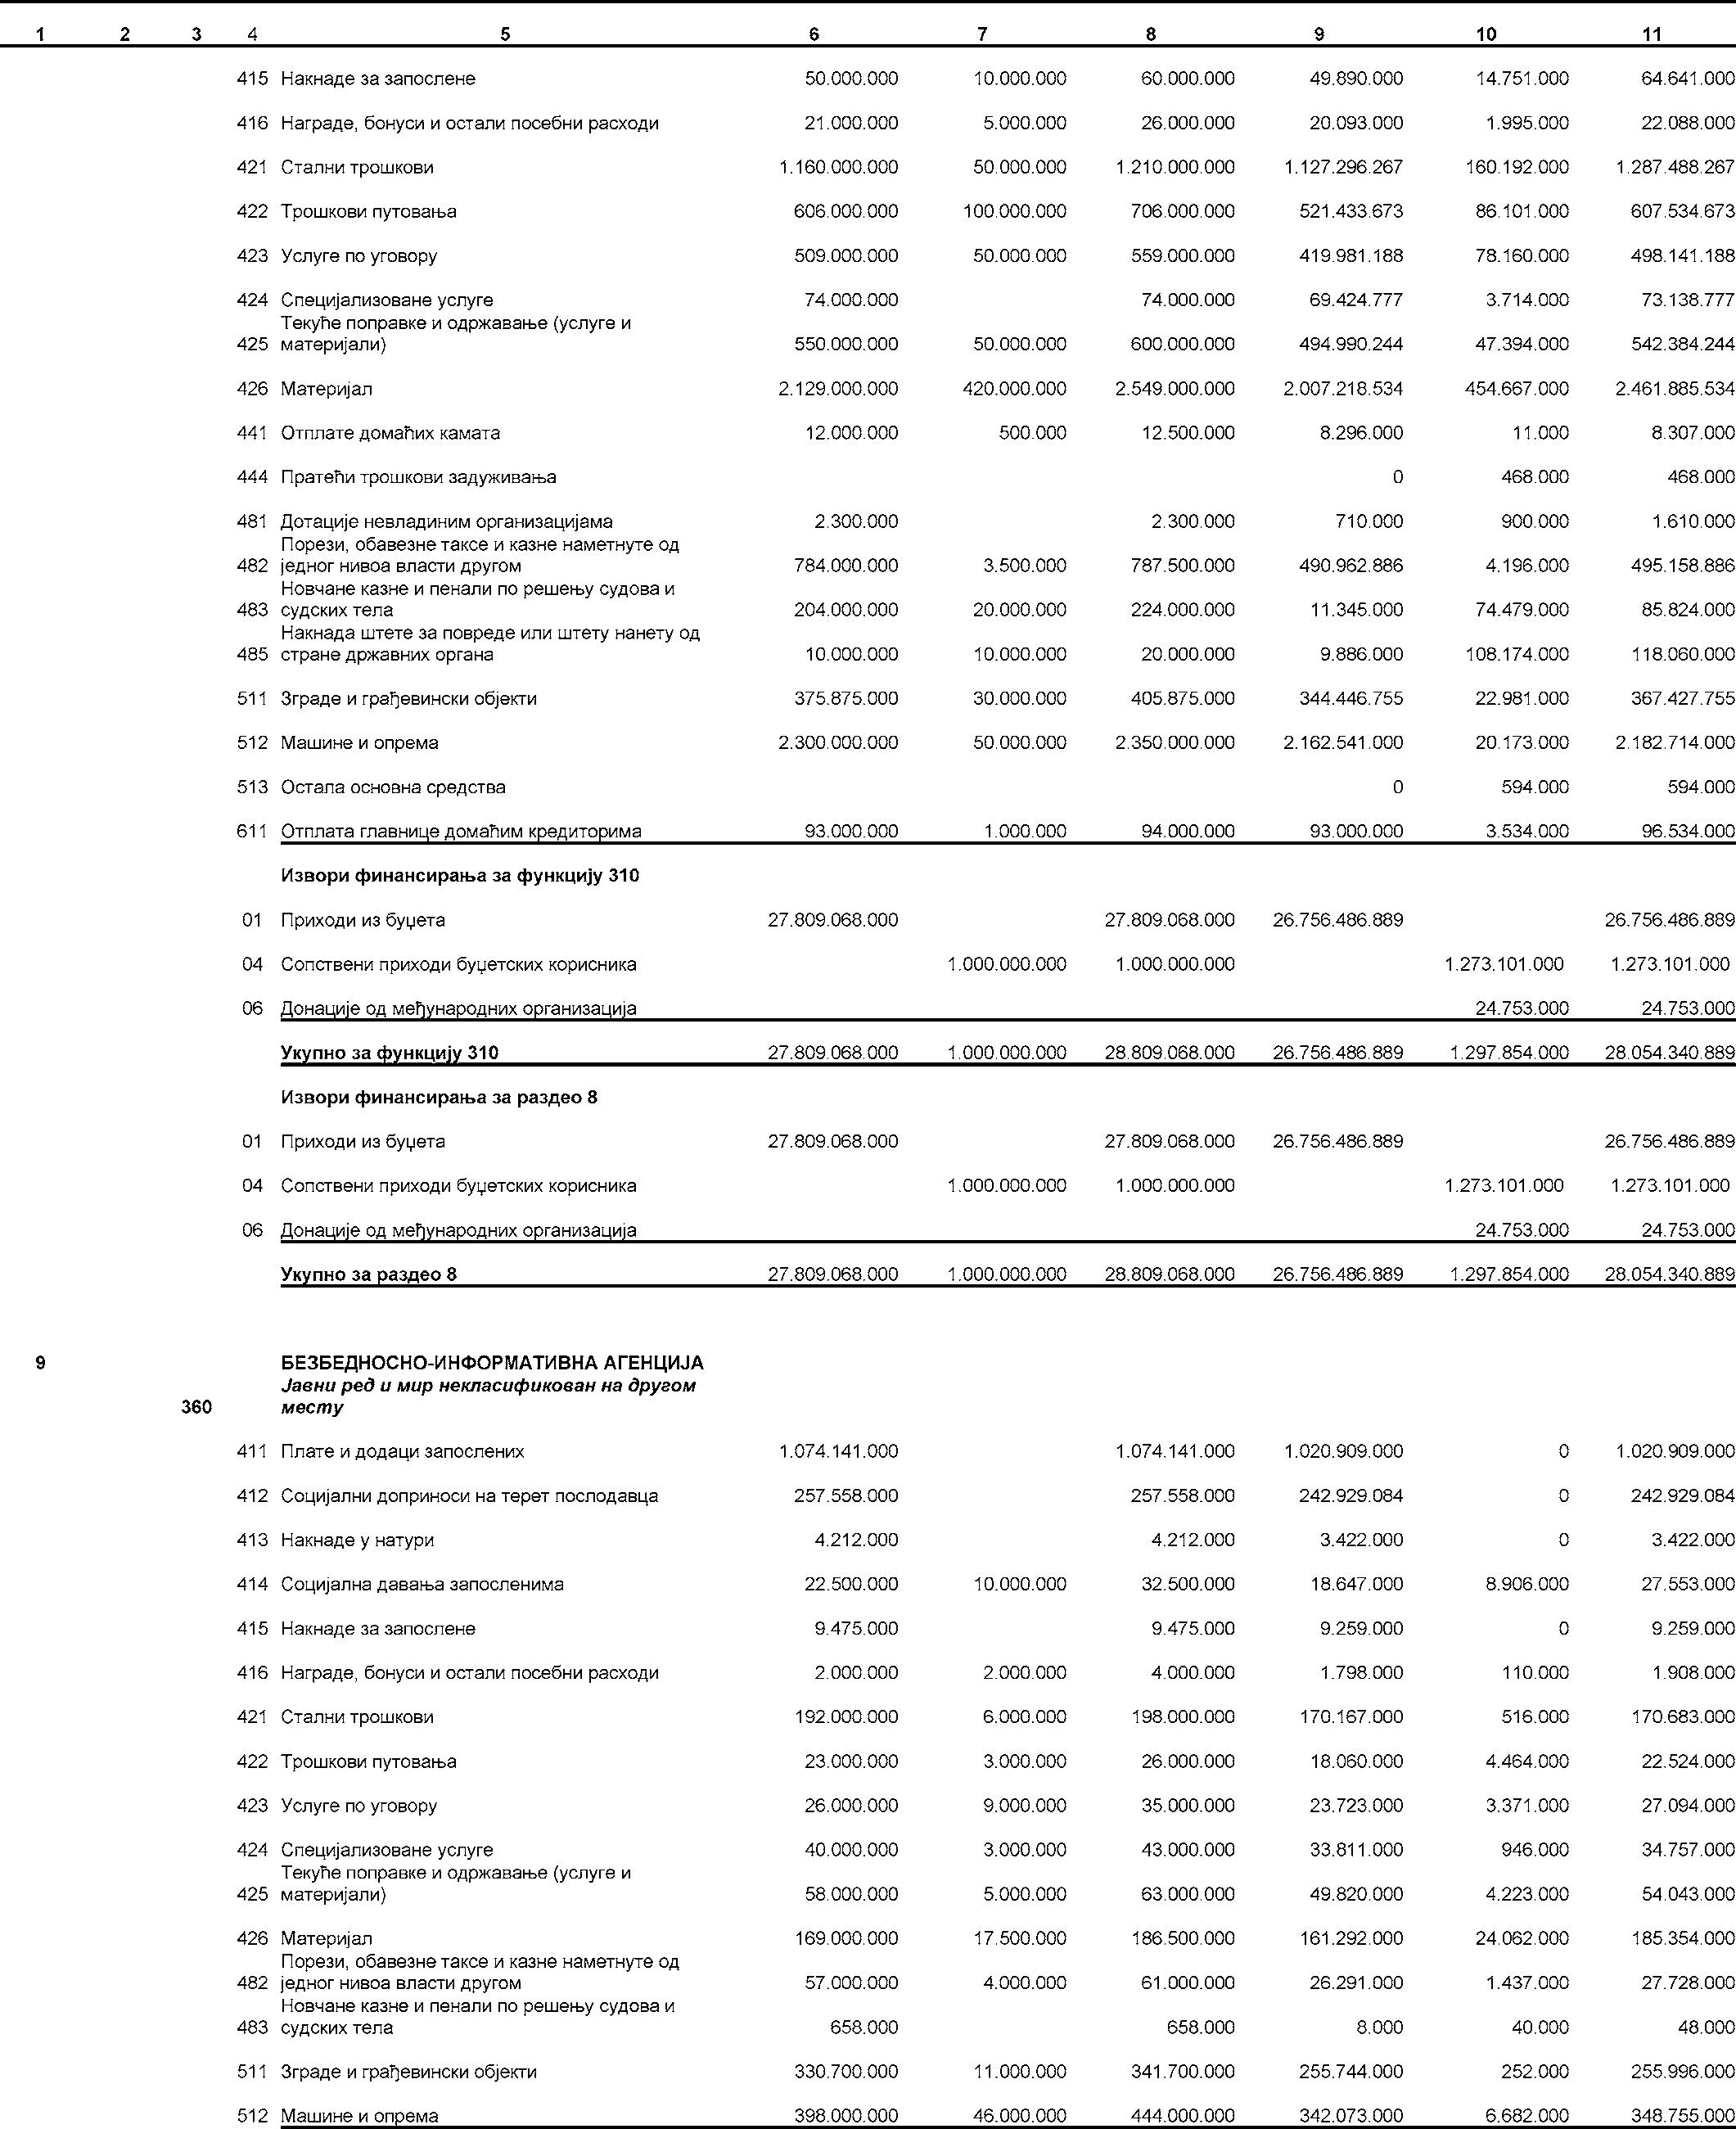 1 2 3 4 5 6 7 8 9 10 11
415 Накнаде за запослене 50.000.000 10.000.000 60.000.000 49.890.000 14.751.000 64.641.000
416 Награде, бонуси и остали посебни расходи 21.000.000 5.000.000 26.000.000 20.093.000 1.995.000 22.088.000
421 Стални трошкови 1.160.000.000 50.000.000 1.210.000.000 1.127.296.267 160.192.000 1.287.488.267
422 Трошкови путовања 606.000.000 100.000.000 706.000.000 521.433.673 86.101.000 607.534.673
423 Услуге по уговору 509.000.000 50.000.000 559.000.000 419.981.188 78.160.000 498.141.188
424 Специјализоване услуге 74.000.000 74.000.000 69.424.777 3.714.000 73.138.777
Текуће поправке и одржавање (услуге и
425 материјали) 550.000.000 50.000.000 600.000.000 494.990.244 47.394.000 542.384.244
426 Материјал 2.129.000.000 420.000.000 2.549.000.000 2.007.218.534 454.667.000 2.461.885.534
441 Отплате домаћих камата 12.000.000 500.000 12.500.000 8.296.000 11.000 8.307.000
444 Пратећи трошкови задуживања 0 468.000 468.000
481 Дотације невладиним организацијама 2.300.000 2.300.000 710.000 900.000 1.610.000
Порези, обавезне таксе и казне наметнуте од
482 једног нивоа власти другом 784.000.000 3.500.000 787.500.000 490.962.886 4.196.000 495.158.886
Новчане казне и пенали по решењу судова и
483 судских тела 204.000.000 20.000.000 224.000.000 11.345.000 74.479.000 85.824.000
Накнада штете за повреде или штету нанету од
485 стране државних органа 10.000.000 10.000.000 20.000.000 9.886.000 108.174.000 118.060.000
511 Зграде и грађевински објекти 375.875.000 30.000.000 405.875.000 344.446.755 22.981.000 367.427.755
512 Машине и опрема 2.300.000.000 50.000.000 2.350.000.000 2.162.541.000 20.173.000 2.182.714.000
513 Остала основна средства 0 594.000 594.000
611 Отплата главнице домаћим кредиторима 93.000.000 1.000.000 94.000.000 93.000.000 3.534.000 96.534.000
Извори финансирања за функцију 310
01 Приходи из буџета 27.809.068.000 27.809.068.000 26.756.486.889 26.756.486.889
04 Сопствени приходи буџетских корисника 1.000.000.000 1.000.000.000 1.273.101.000 1.273.101.000
06 Донације од међународних организација 24.753.000 24.753.000
Укупно за функцију 310 27.809.068.000 1.000.000.000 28.809.068.000 26.756.486.889 1.297.854.000 28.054.340.889
Извори финансирања за раздео 8
01 Приходи из буџета 27.809.068.000 27.809.068.000 26.756.486.889 26.756.486.889
04 Сопствени приходи буџетских корисника 1.000.000.000 1.000.000.000 1.273.101.000 1.273.101.000
06 Донације од међународних организација 24.753.000 24.753.000
Укупно за раздео 8 27.809.068.000 1.000.000.000 28.809.068.000 26.756.486.889 1.297.854.000 28.054.340.889
9 БЕЗБЕДНОСНО-ИНФОРМАТИВНА АГЕНЦИЈА
Јавни ред и мир некласификован на другом
360 месту
411 Плате и додаци запослених 1.074.141.000 1.074.141.000 1.020.909.000 0 1.020.909.000
412 Социјални доприноси на терет послодавца 257.558.000 257.558.000 242.929.084 0 242.929.084
413 Накнаде у натури 4.212.000 4.212.000 3.422.000 0 3.422.000
414 Социјална давања запосленима 22.500.000 10.000.000 32.500.000 18.647.000 8.906.000 27.553.000
415 Накнаде за запослене 9.475.000 9.475.000 9.259.000 0 9.259.000
416 Награде, бонуси и остали посебни расходи 2.000.000 2.000.000 4.000.000 1.798.000 110.000 1.908.000
421 Стални трошкови 192.000.000 6.000.000 198.000.000 170.167.000 516.000 170.683.000
422 Трошкови путовања 23.000.000 3.000.000 26.000.000 18.060.000 4.464.000 22.524.000
423 Услуге по уговору 26.000.000 9.000.000 35.000.000 23.723.000 3.371.000 27.094.000
424 Специјализоване услуге 40.000.000 3.000.000 43.000.000 33.811.000 946.000 34.757.000
Текуће поправке и одржавање (услуге и
425 материјали) 58.000.000 5.000.000 63.000.000 49.820.000 4.223.000 54.043.000
426 Материјал 169.000.000 17.500.000 186.500.000 161.292.000 24.062.000 185.354.000
Порези, обавезне таксе и казне наметнуте од
482 једног нивоа власти другом 57.000.000 4.000.000 61.000.000 26.291.000 1.437.000 27.728.000
Новчане казне и пенали по решењу судова и
483 судских тела 658.000 658.000 8.000 40.000 48.000
511 Зграде и грађевински објекти 330.700.000 11.000.000 341.700.000 255.744.000 252.000 255.996.000
512 Машине и опрема 398.000.000 46.000.000 444.000.000 342.073.000 6.682.000 348.755.000